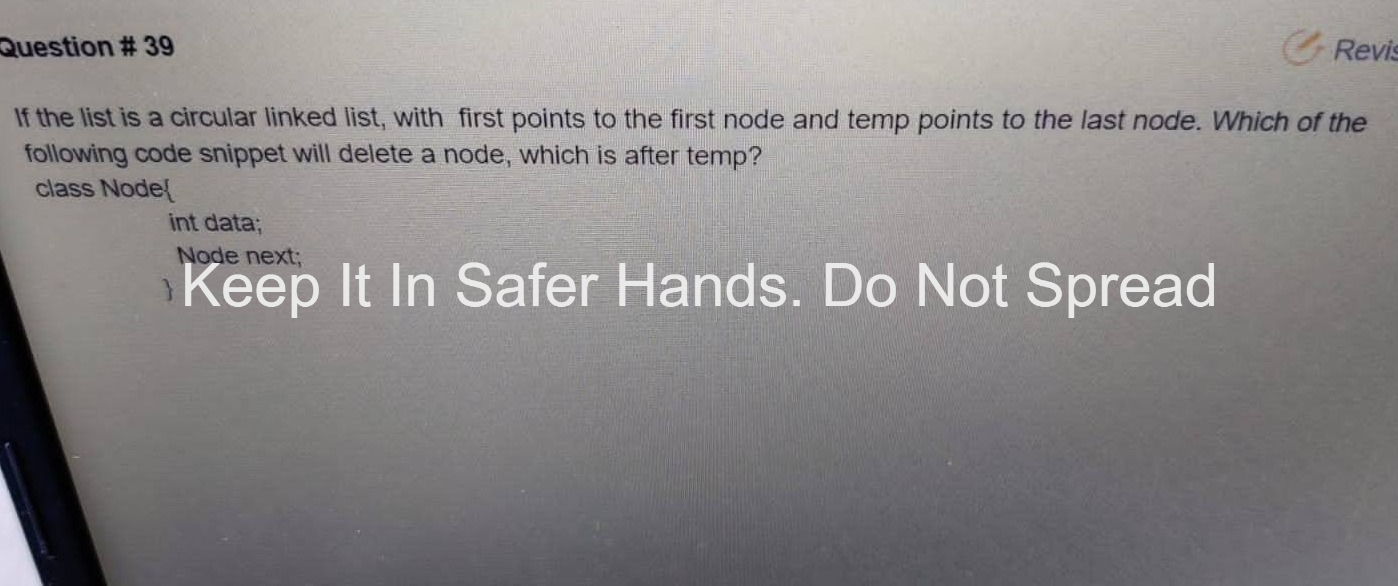 Question # 39
Revis
If the list is a circular linked list, with first points to the first node and temp points to the last node. Which of the
following code snippet will delete a node, which is after temp?
class Node{
int data;
Node next;
}
Keep It In Safer Hands. Do Not Spread